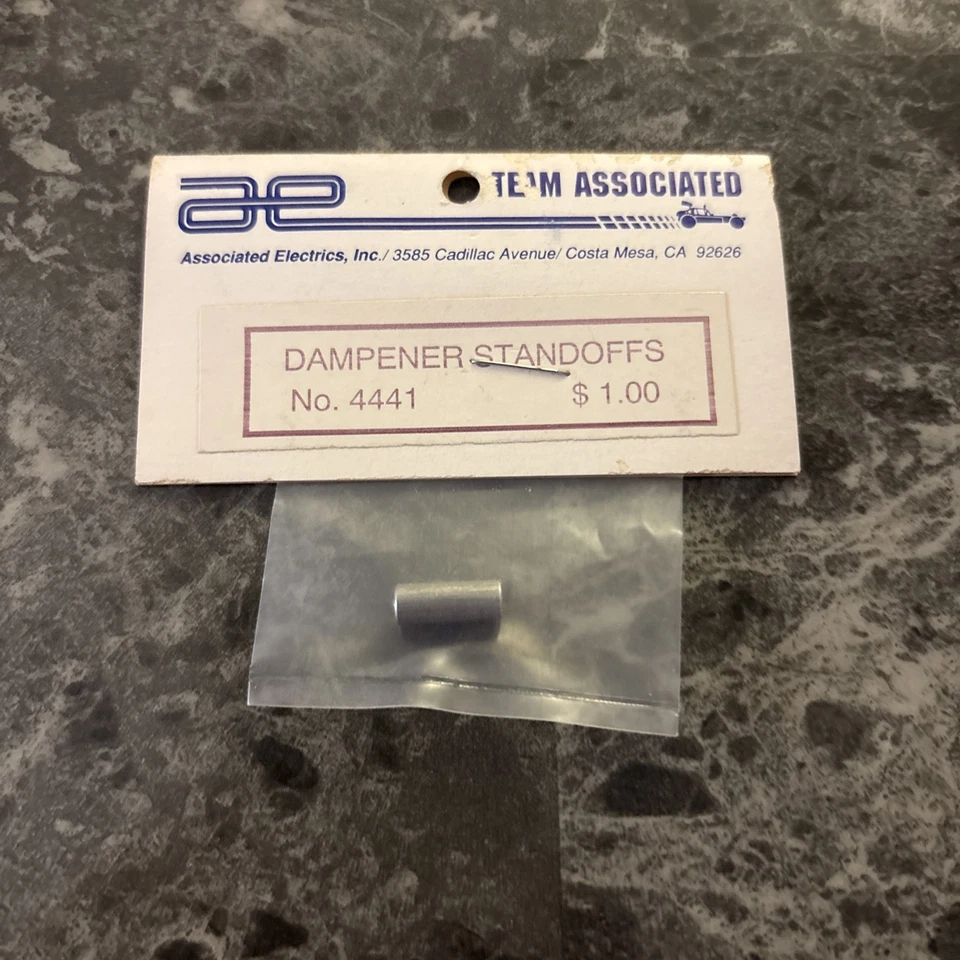 ae TEAM ASSOCIATED
Associated Electrics, Inc./ 3585 Cadillac Avenue/ Costa Mesa, CA 92626
DAMPENER STANDOFFS
No. 4441 $ 1.00